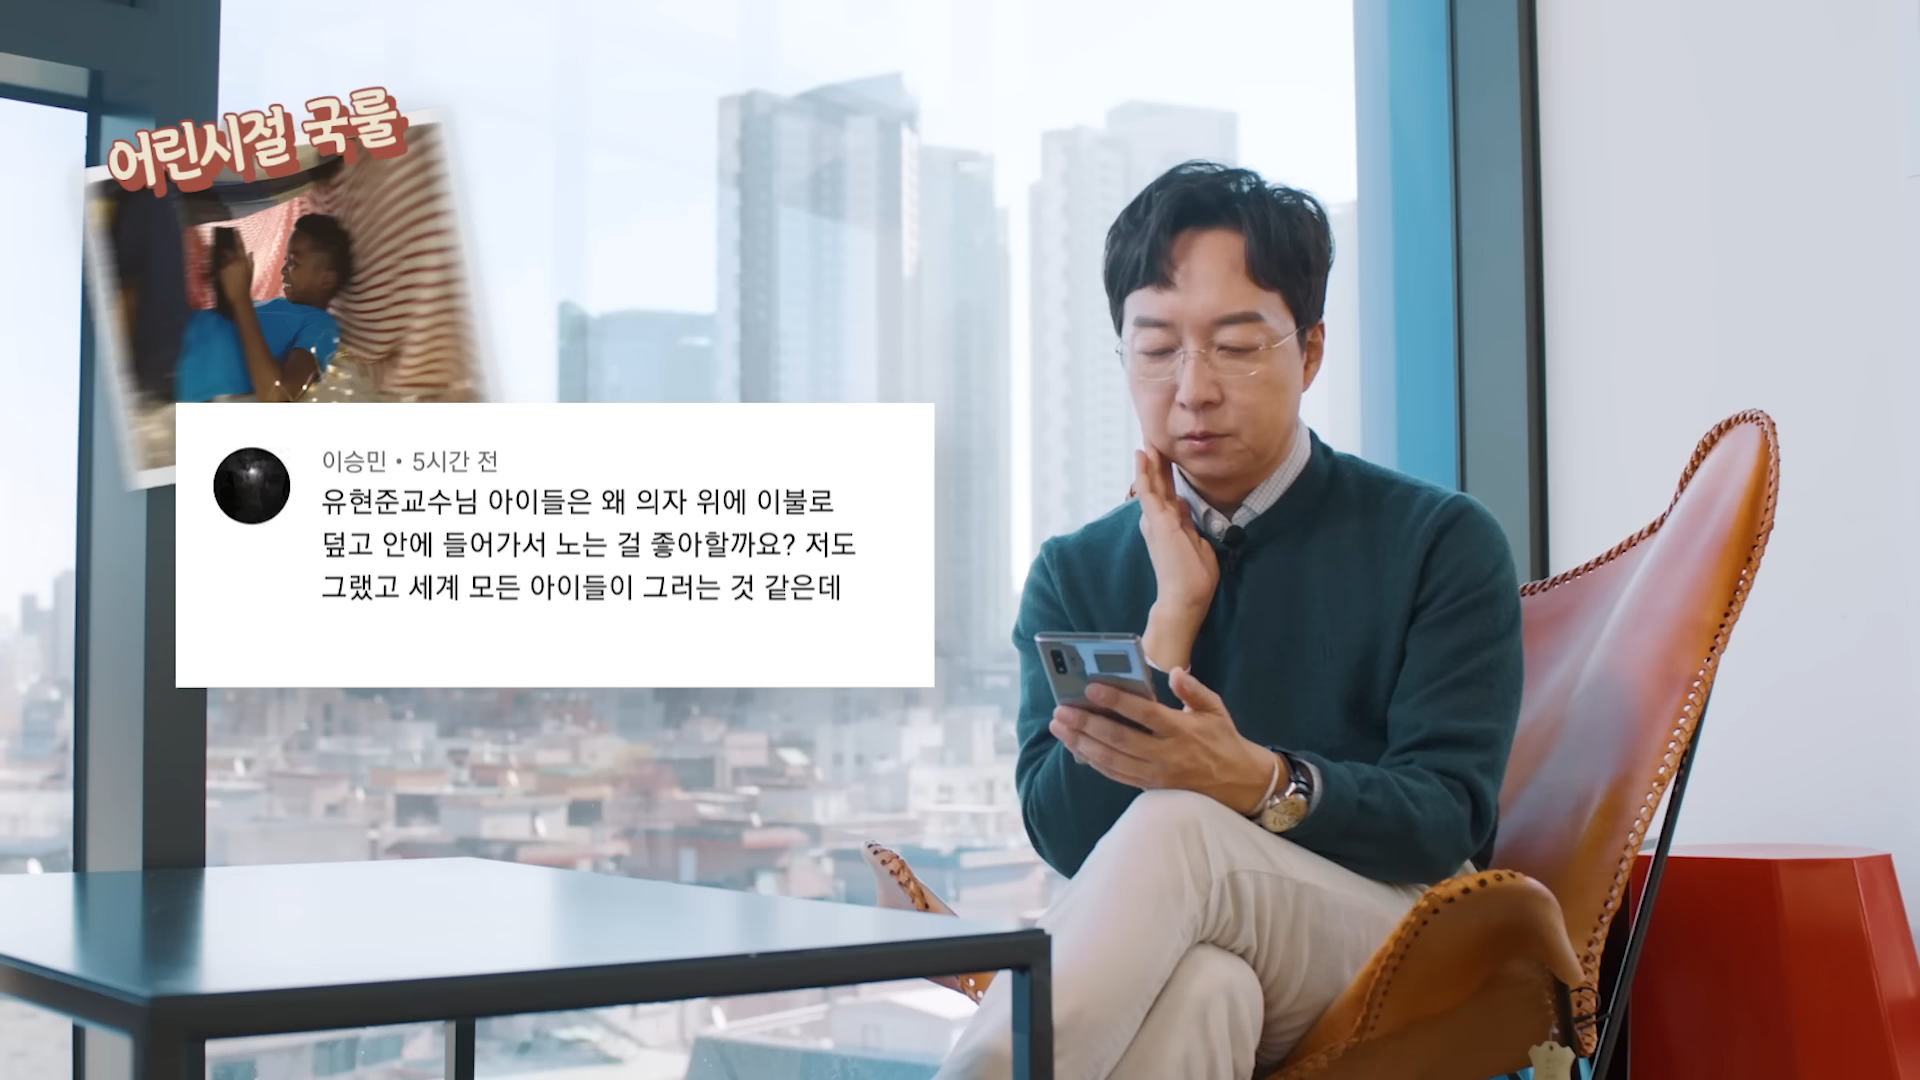 어린시절 국룰
이승민 • 5시간 전
유현준교수님 아이들은 왜 의자 위에 이불로
덮고 안에 들어가서 노는 걸 좋아할까요? 저도
그랬고 세계 모든 아이들이 그러는 것 같은데